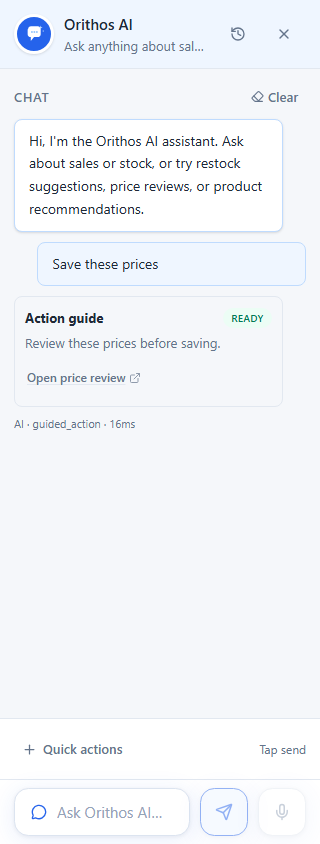 Orithos AI
Ask anything about sal...
CHAT
Clear
Hi, I'm the Orithos AI assistant. Ask
about sales or stock, or try restock
suggestions, price reviews, or product
recommendations.
Save these prices
Action guide
READY
Review these prices before saving.
Open price review
AI · guided_action · 16ms
Quick actions
Tap send
Ask Orithos AI...